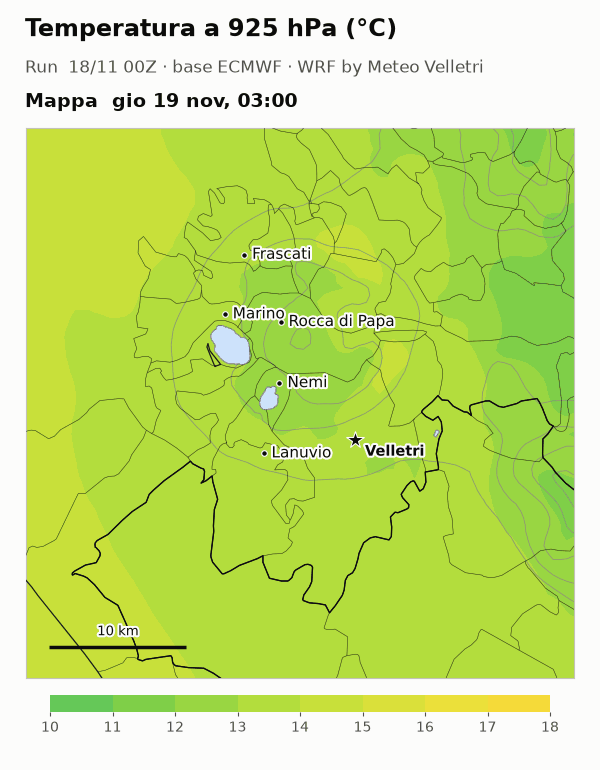 Temperatura a 925 hPa (°C)
Run  18/11 00Z · base ECMWF · WRF by Meteo Velletri
Mappa  gio 19 nov, 03:00
Frascati
Marino
Rocca di Papa
Nemi
Velletri
Lanuvio
10 km
10 11 12 13 14 15 16 17 18